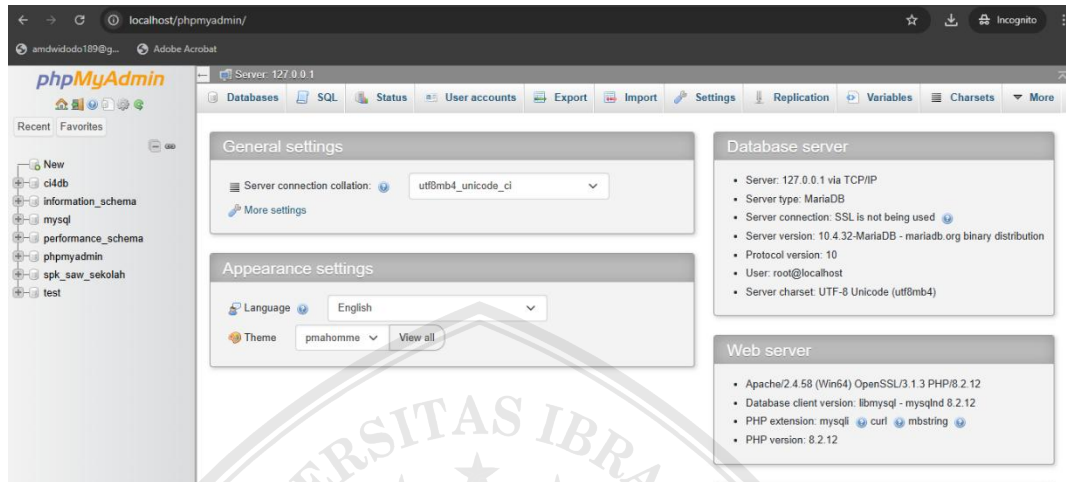 localhost/phpmyadmin/
Incognito
amdwidodo189@g...
Adobe Acrobat
phpMyAdmin
Recent
Favorites
New
ci4db
information_schema
mysql
performance_schema
phpmyadmin
spk_saw_sekolah
test
Server: 127.0.0.1
Databases
SQL
Status
User accounts
Export
Import
Settings
Replication
Variables
Charsets
More
General settings
Server connection collation:
utf8mb4_unicode_ci
More settings
Appearance settings
Language
English
Theme
pmahomme
View all
Database server
Server: 127.0.0.1 via TCP/IP
Server type: MariaDB
Server connection: SSL is not being used
Server version: 10.4.32-MariaDB - mariadb.org binary distribution
Protocol version: 10
User: root@localhost
Server charset: UTF-8 Unicode (utf8mb4)
Web server
Apache/2.4.58 (Win64) OpenSSL/3.1.3 PHP/8.2.12
Database client version: libmysql - mysqlnd 8.2.12
PHP extension: mysqli curl mbstring
PHP version: 8.2.12